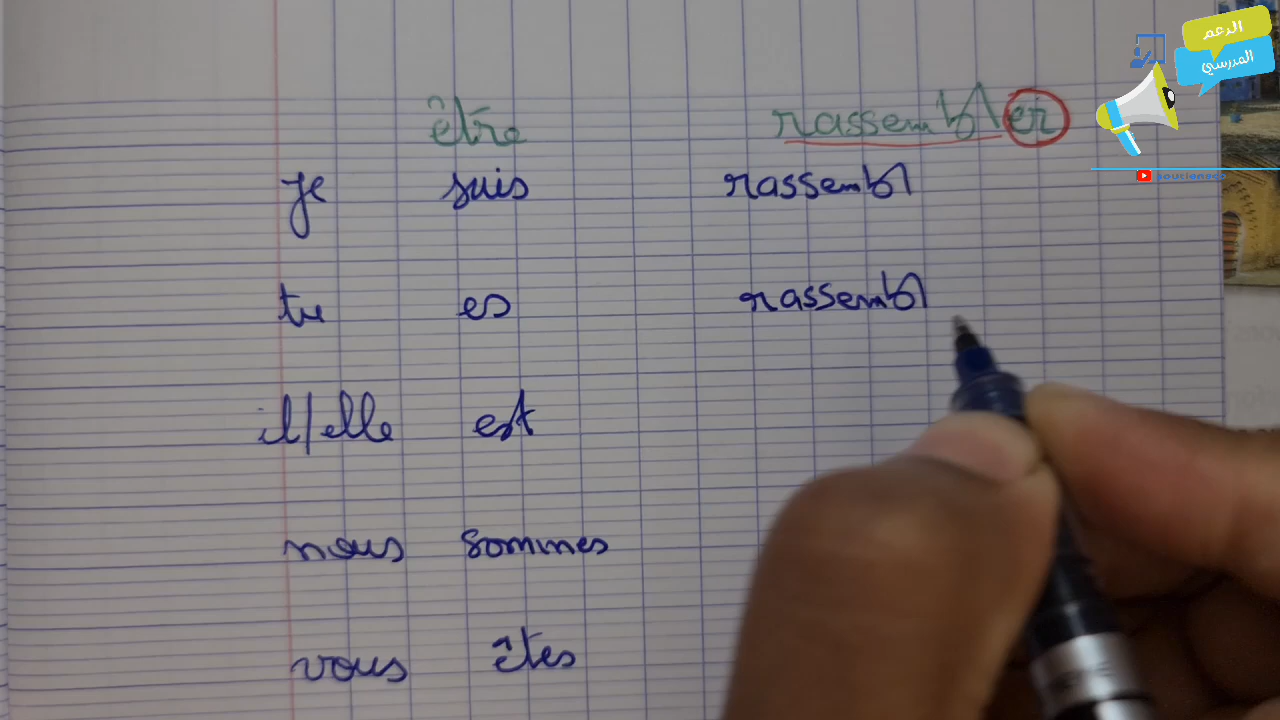 être rassembler
je suis rassembl
tu es rassembl
il/elle est
nous sommes
vous êtes
الدعم
المدرسي